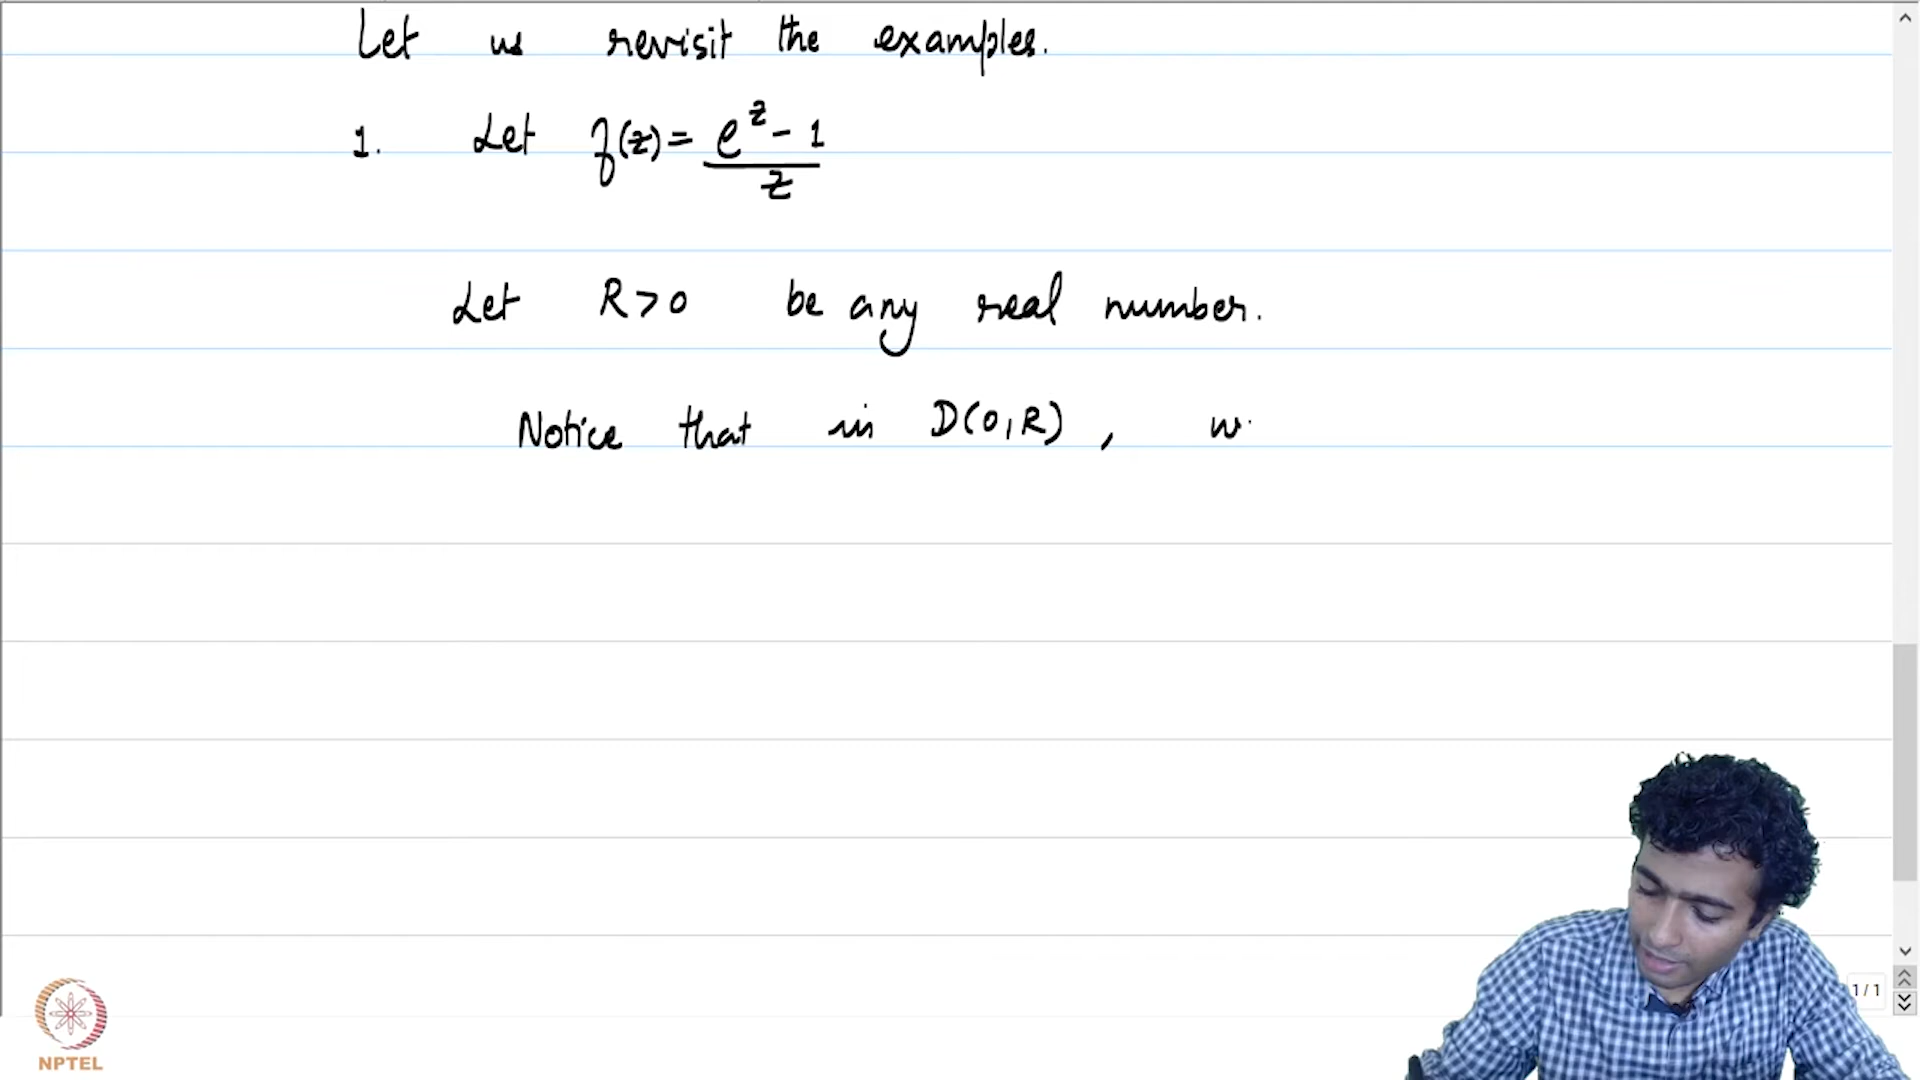 Let us revisit the examples.
1. Let f(z) = e^z - 1 / z
Let R > 0 be any real number.
Notice that in D(0, R) , w
1 / 1
NPTEL